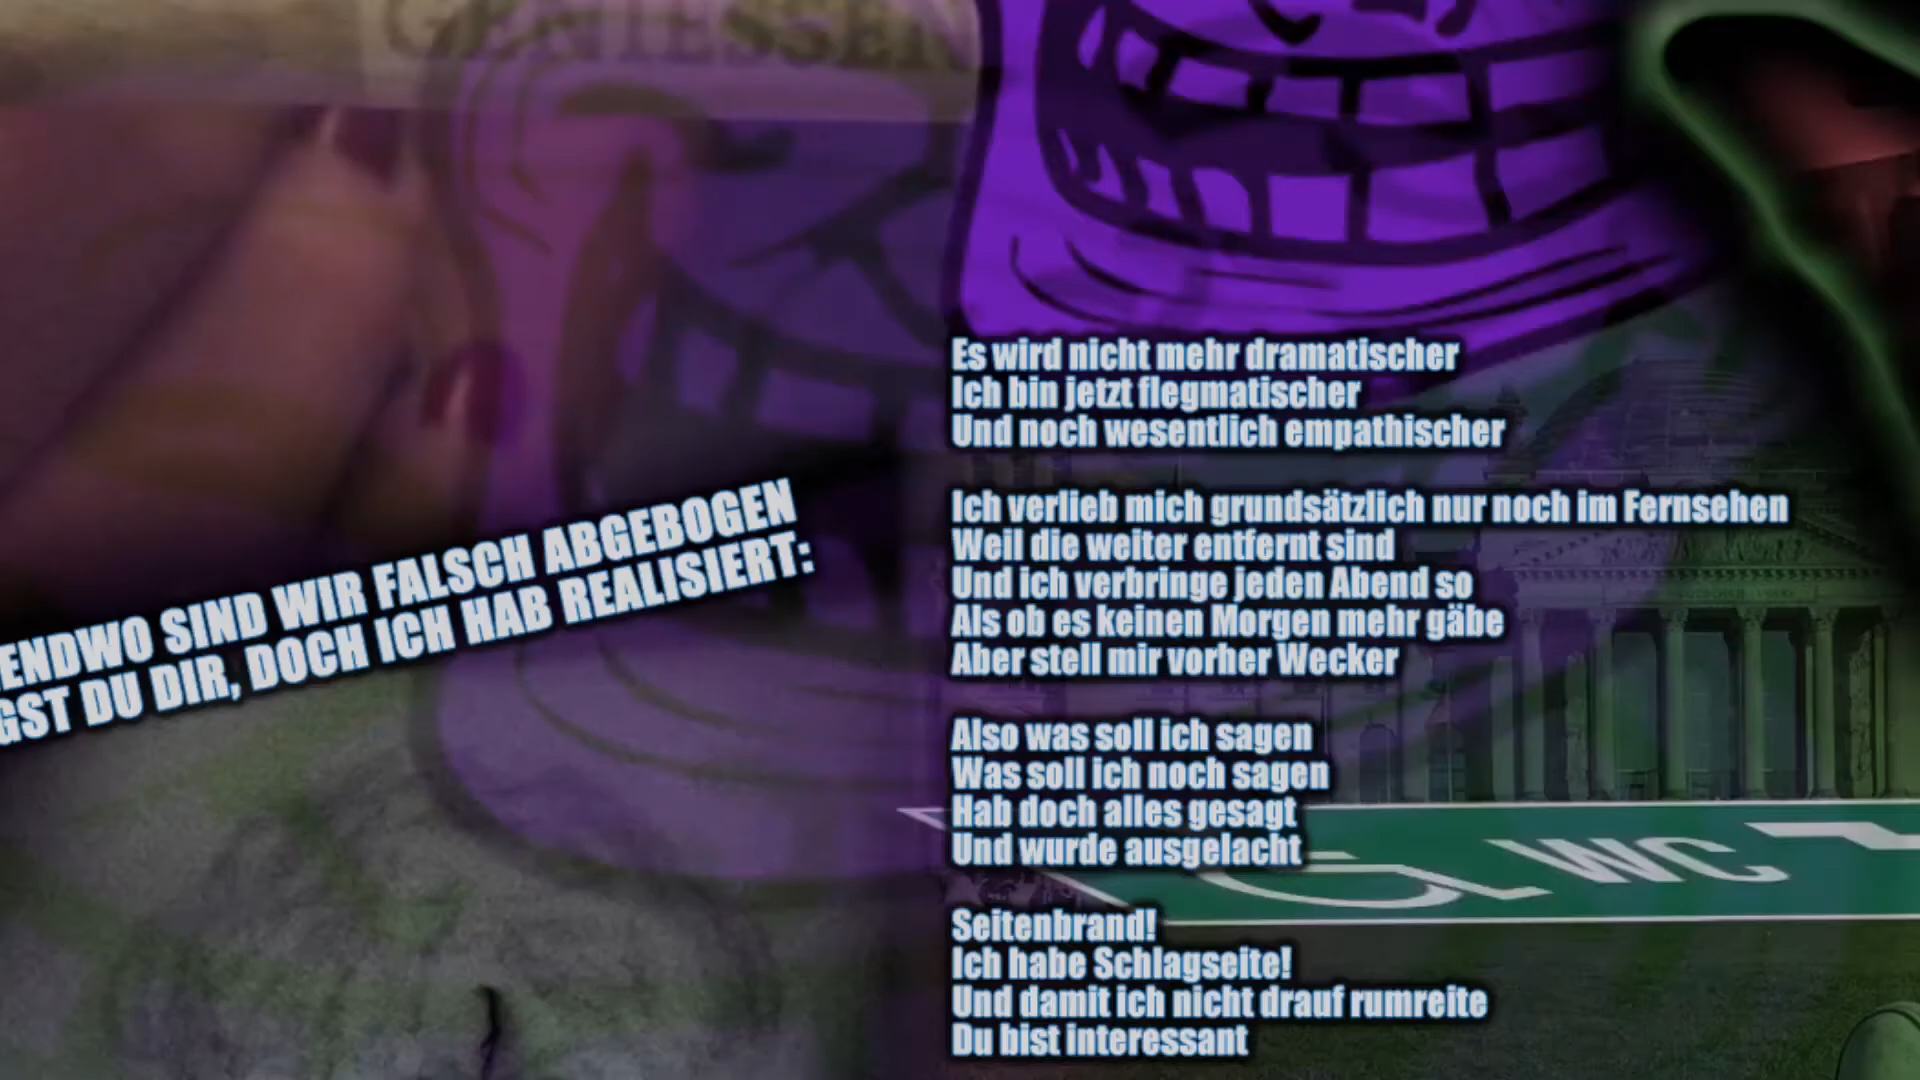 GENIESSEN
ENDWO SIND WIR FALSCH ABGEBOGEN
GST DU DIR, DOCH ICH HAB REALISIERT:
Es wird nicht mehr dramatischer
Ich bin jetzt flegmatischer
Und noch wesentlich empathischer
Ich verlieb mich grundsätzlich nur noch im Fernsehen
Weil die weiter entfernt sind
Und ich verbringe jeden Abend so
Als ob es keinen Morgen mehr gäbe
Aber stell mir vorher Wecker
Also was soll ich sagen
Was soll ich noch sagen
Hab doch alles gesagt
Und wurde ausgelacht
WC
Seitenbrand!
Ich habe Schlagseite!
Und damit ich nicht drauf rumreite
Du bist interessant